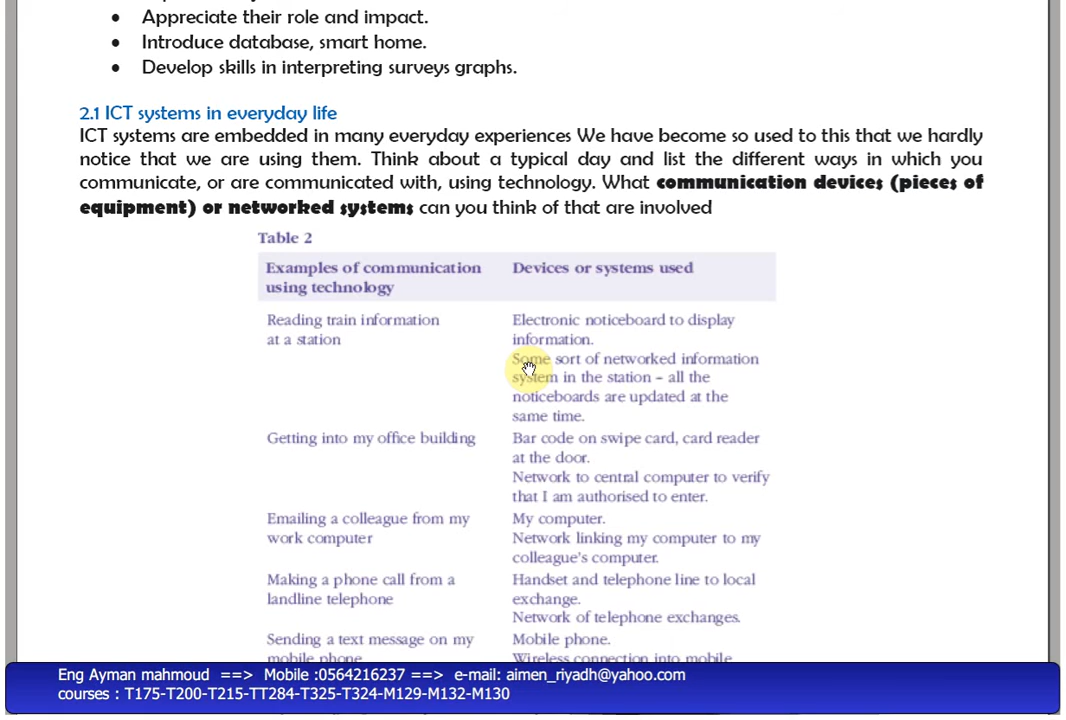 Appreciate their role and impact.
Introduce database, smart home.
Develop skills in interpreting surveys graphs.
2.1 ICT systems in everyday life
ICT systems are embedded in many everyday experiences We have become so used to this that we hardly
notice that we are using them. Think about a typical day and list the different ways in which you
communicate, or are communicated with, using technology. What communication devices (pieces of
equipment) or networked systems can you think of that are involved
Table 2
Examples of communication
using technology
Devices or systems used
Reading train information
at a station
Electronic noticeboard to display
information.
Some sort of networked information
system in the station – all the
noticeboards are updated at the
same time.
Getting into my office building
Bar code on swipe card, card reader
at the door.
Network to central computer to verify
that I am authorised to enter.
Emailing a colleague from my
work computer
My computer.
Network linking my computer to my
colleague's computer.
Making a phone call from a
landline telephone
Handset and telephone line to local
exchange.
Network of telephone exchanges.
Sending a text message on my
mobile phone
Mobile phone.
Wireless connection into mobile
Eng Ayman mahmoud ==> Mobile :0564216237 ==> e-mail: aimen_riyadh@yahoo.com
courses : T175-T200-T215-TT284-T325-T324-M129-M132-M130